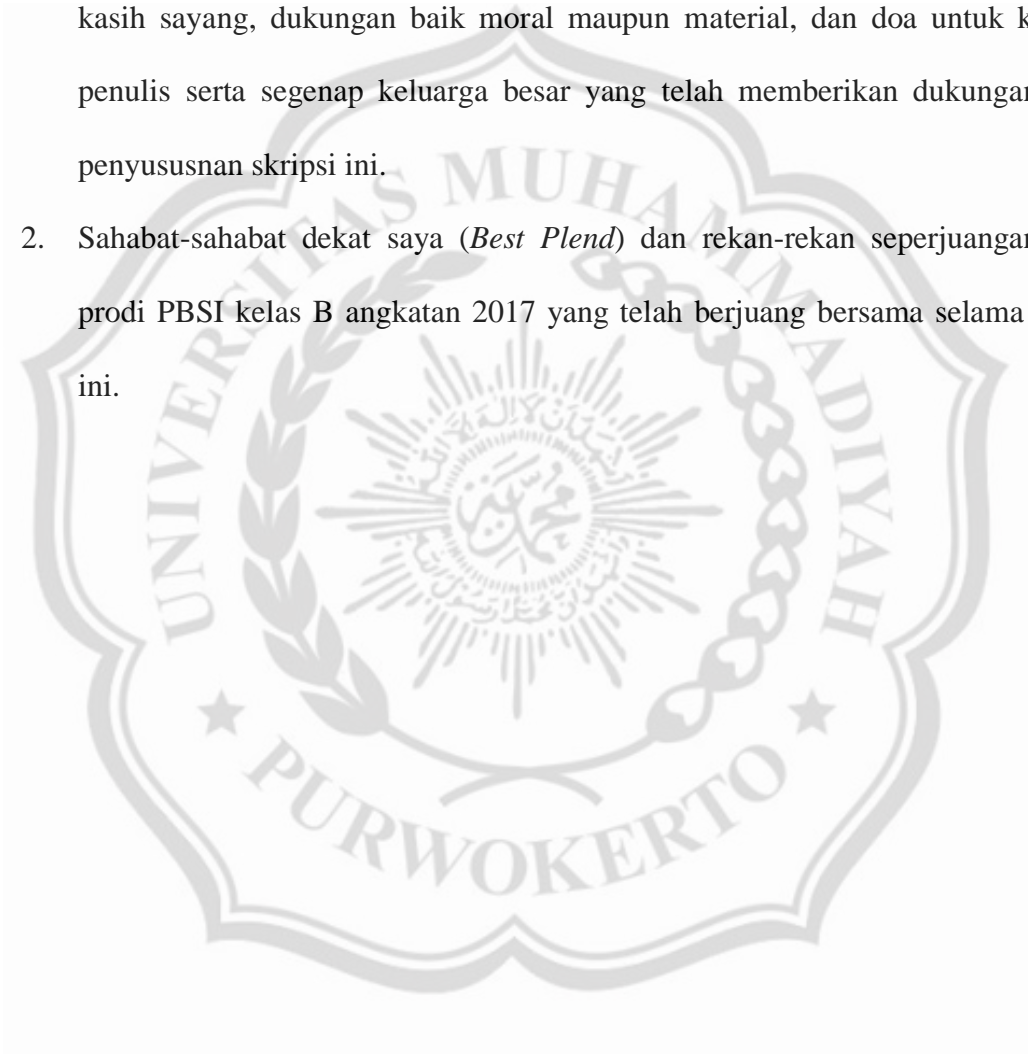 kasih sayang, dukungan baik moral maupun material, dan doa untuk k
penulis serta segenap keluarga besar yang telah memberikan dukungan
penyususnan skripsi ini.
2. Sahabat-sahabat dekat saya (Best Plend) dan rekan-rekan seperjuangan
prodi PBSI kelas B angkatan 2017 yang telah berjuang bersama selama
ini.
UNIVERSITAS MUHAMMADIYAH
PURWOKERTO